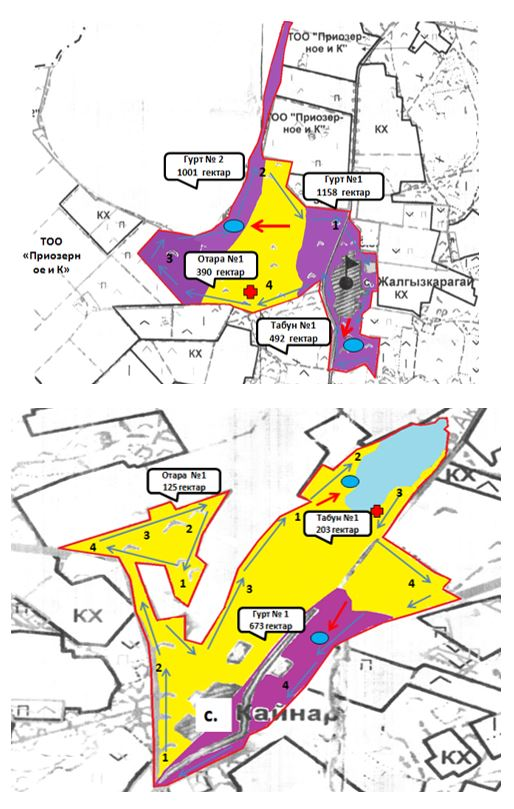 ТОО "Приозер-
ное и К"
ТОО "Приозер-
ное и К"
КХ
Гурт № 2
1001 гектар
2
Гурт №1
1158 гектар
1
КХ
ТОО
«Приозерн
ое и К»
3
Отара №1
390 гектар
4
с. Жалгызкарагай
КХ
Табун №1
492 гектар
КХ
2
Отара №1
125 гектар
3
2
4
1
1
3
Табун №1
203 гектар
4
3
КХ
Гурт № 1
673 гектар
2
4
с. Кайнар
1
КХ